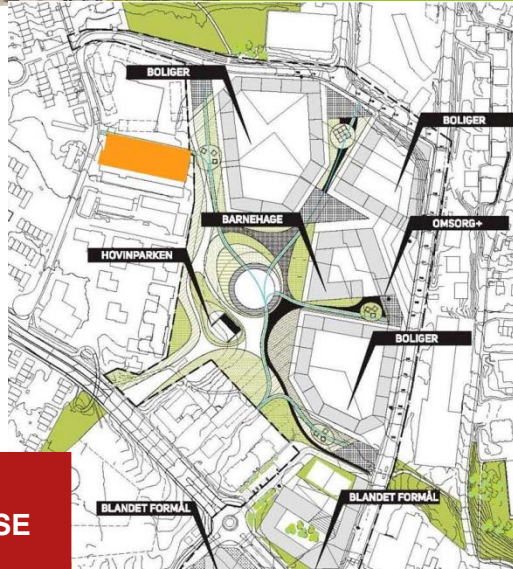 BOLIGER
BOLIGER
BARNEHAGE
OMSORG+
HOVINPARKEN
BOLIGER
BLANDET FORMÅL
BLANDET FORMÅL
SE